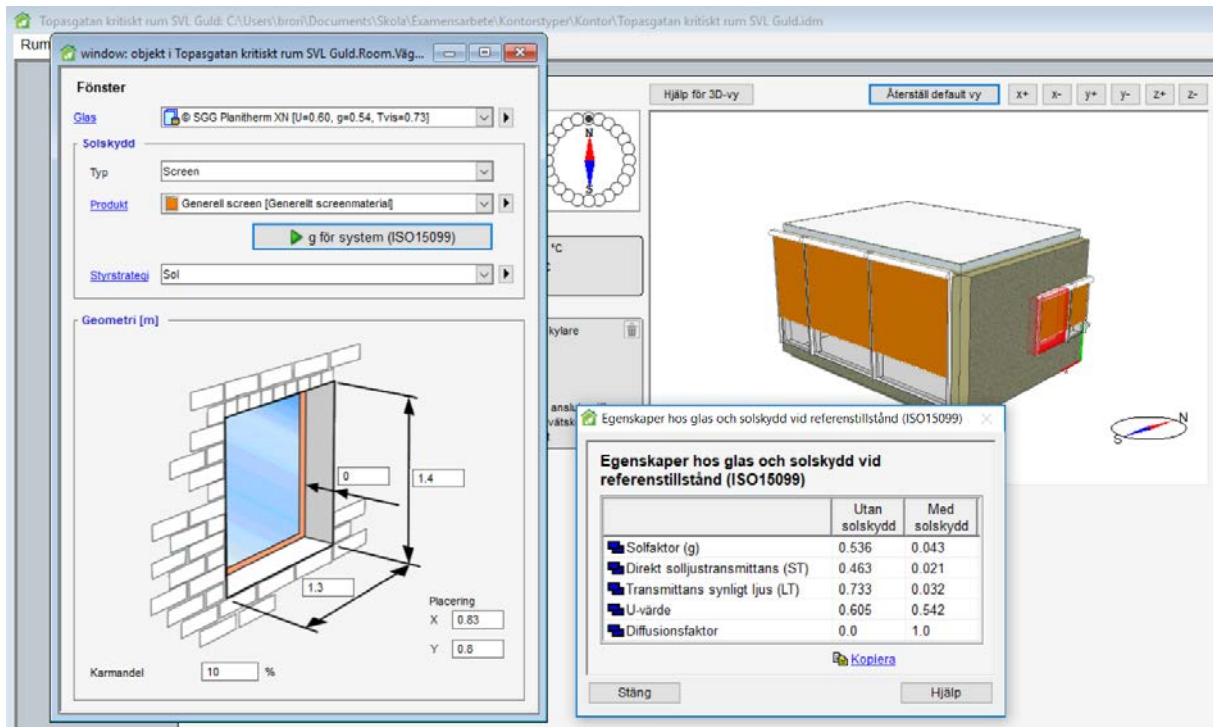 Topasgatan kritiskt rum SVL Guld: C:\Users\brori\Documents\Skola\Examensarbete\Kontorstyper\Kontor\Topasgatan kritiskt rum SVL Guld.idm
Rum
window: objekt i Topasgatan kritiskt rum SVL Guld.Room.Väg...
Fönster
Glas
© SGG Planitherm XN [U=0.60, g=0.54, Tvis=0.73]
Solskydd
Typ
Screen
Produkt
Generell screen [Generellt screenmaterial]
g för system (ISO15099)
Styrstrategi
Sol
Geometri [m]
0
1.4
1.3
Placering
X 0.83
Y 0.8
Karmandel 10 %
N
S
°C
kylare
Hjälp för 3D-vy
Återställ default vy
x+ x- y+ y- z+ z-
N
S
Egenskaper hos glas och solskydd vid referenstillstånd (ISO15099)
Egenskaper hos glas och solskydd vid
referenstillstånd (ISO15099)
Utan solskydd Med solskydd
Solfaktor (g) 0.536 0.043
Direkt solljustransmittans (ST) 0.463 0.021
Transmittans synligt ljus (LT) 0.733 0.032
U-värde 0.605 0.542
Diffusionsfaktor 0.0 1.0
Kopiera
Stäng Hjälp